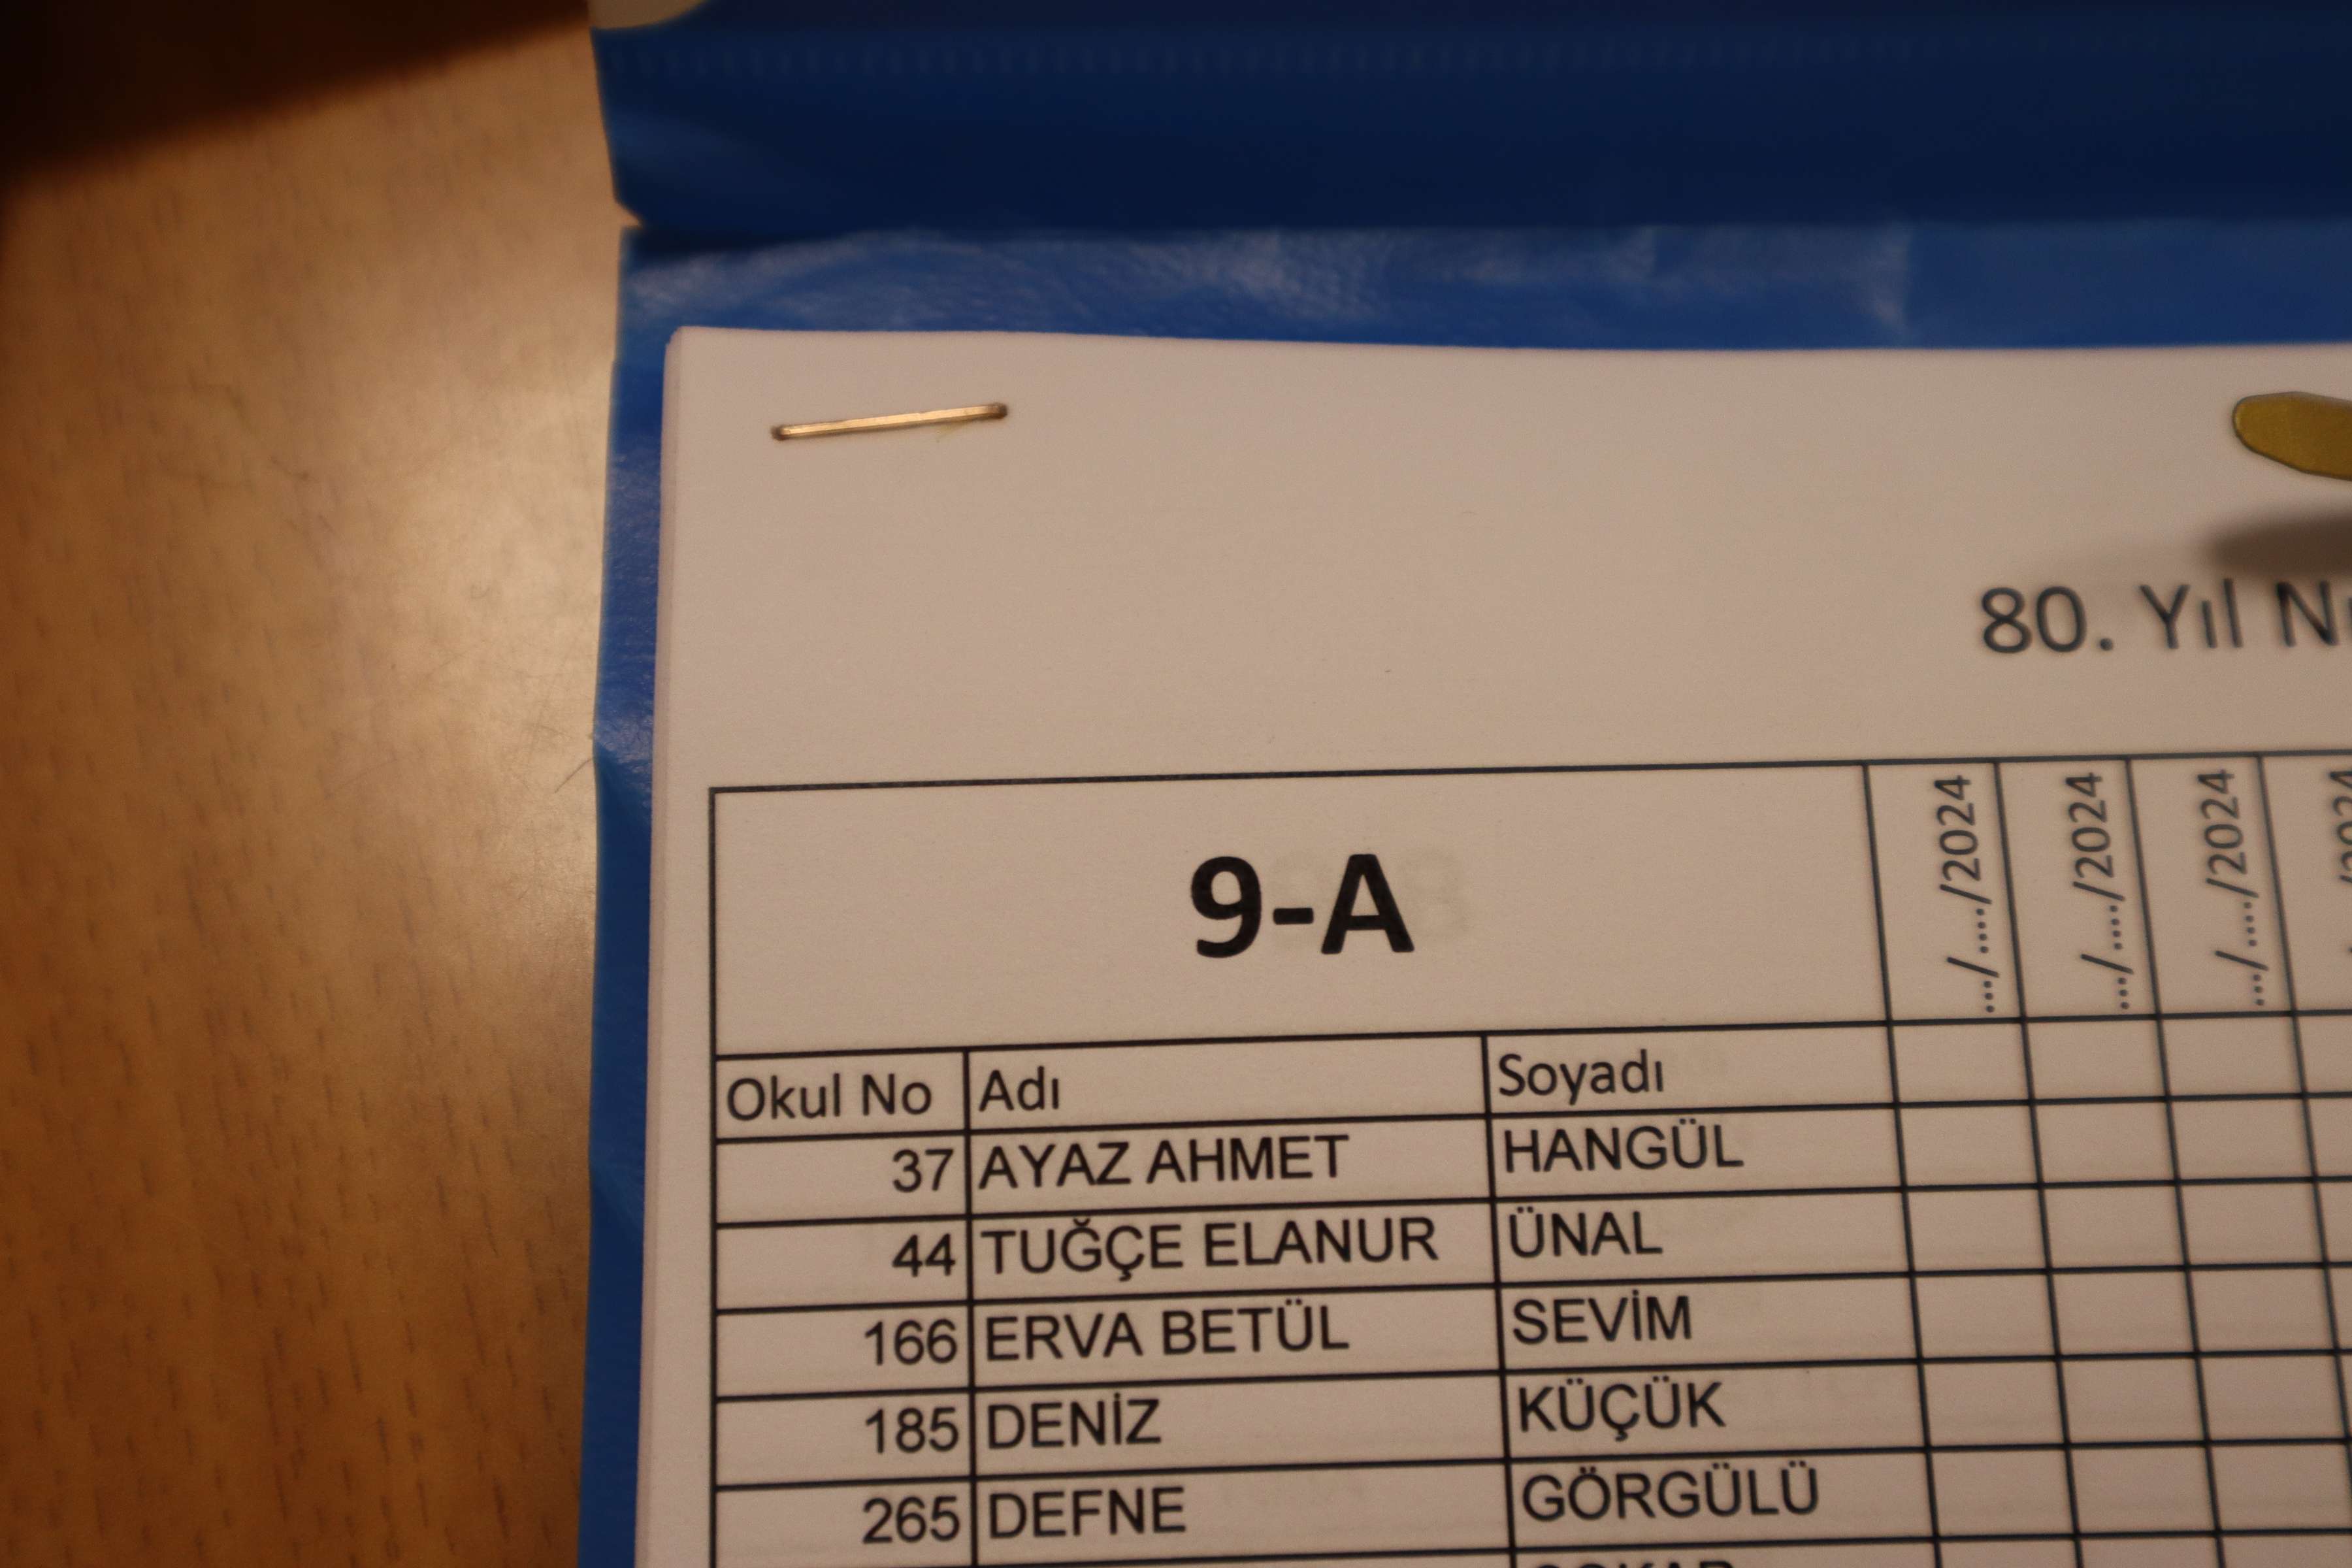 80. Yıl
9-A .../..../2024 .../..../2024 .../..../2024
Okul No Adı Soyadı
37 AYAZ AHMET HANGÜL
44 TUĞÇE ELANUR ÜNAL
166 ERVA BETÜL SEVİM
185 DENİZ KÜÇÜK
265 DEFNE GÖRGÜLÜ